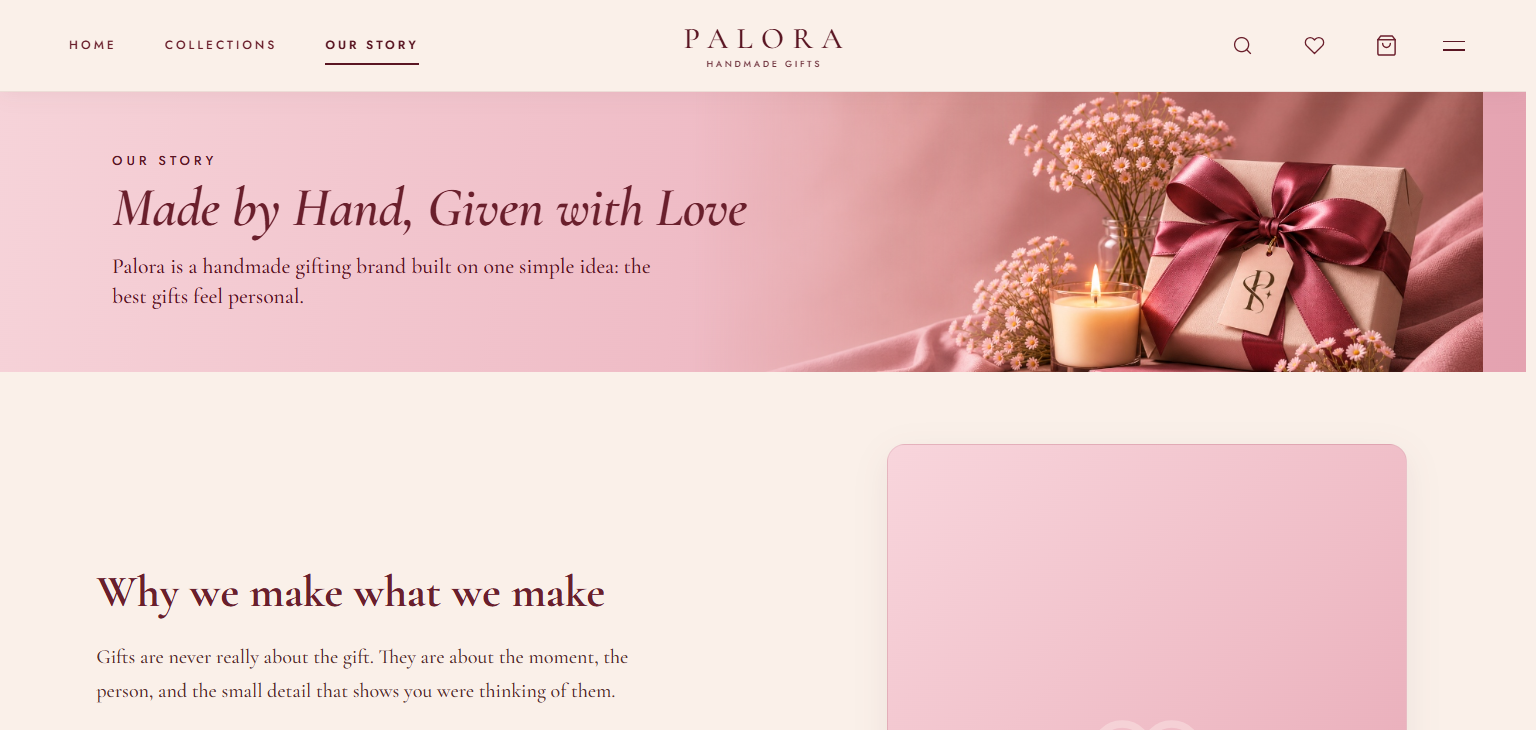 HOME
COLLECTIONS
OUR STORY
PALORA
HANDMADE GIFTS
OUR STORY
Made by Hand, Given with Love
Palora is a handmade gifting brand built on one simple idea: the
best gifts feel personal.
Why we make what we make
Gifts are never really about the gift. They are about the moment, the
person, and the small detail that shows you were thinking of them.